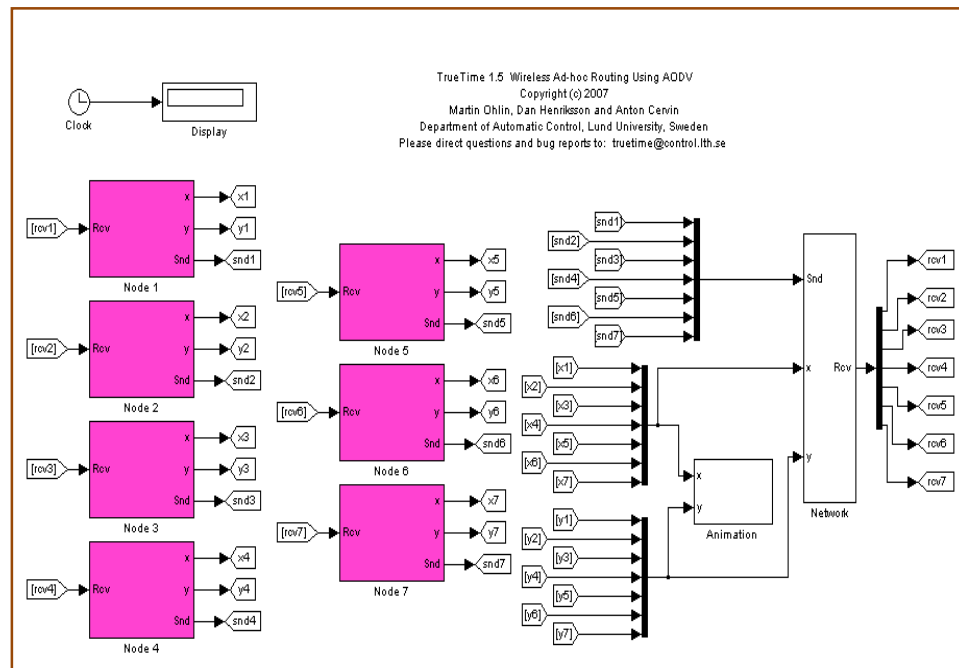 TrueTime 1.5 Wireless Ad-hoc Routing Using AODV
Copyright (c) 2007
Martin Ohlin, Dan Henriksson and Anton Cervin
Department of Automatic Control, Lund University, Sweden
Please direct questions and bug reports to: truetime@control.lth.se
Clock
Display
[rcv1]
Rcv
x
y
Snd
x1
y1
snd1
Node 1
[rcv2]
Rcv
x
y
Snd
x2
y2
snd2
Node 2
[rcv3]
Rcv
x
y
Snd
x3
y3
snd3
Node 3
[rcv4]
Rcv
x
y
Snd
x4
y4
snd4
Node 4
[rcv5]
Rcv
x
y
Snd
x5
y5
snd5
Node 5
[rcv6]
Rcv
x
y
Snd
x6
y6
snd6
Node 6
[rcv7]
Rcv
x
y
Snd
x7
y7
snd7
Node 7
[snd1]
[snd2]
[snd3]
[snd4]
[snd5]
[snd6]
[snd7]
[x1]
[x2]
[x3]
[x4]
[x5]
[x6]
[x7]
[y1]
[y2]
[y3]
[y4]
[y5]
[y6]
[y7]
x
y
Animation
Snd
x
y
Rcv
Network
rcv1
rcv2
rcv3
rcv4
rcv5
rcv6
rcv7